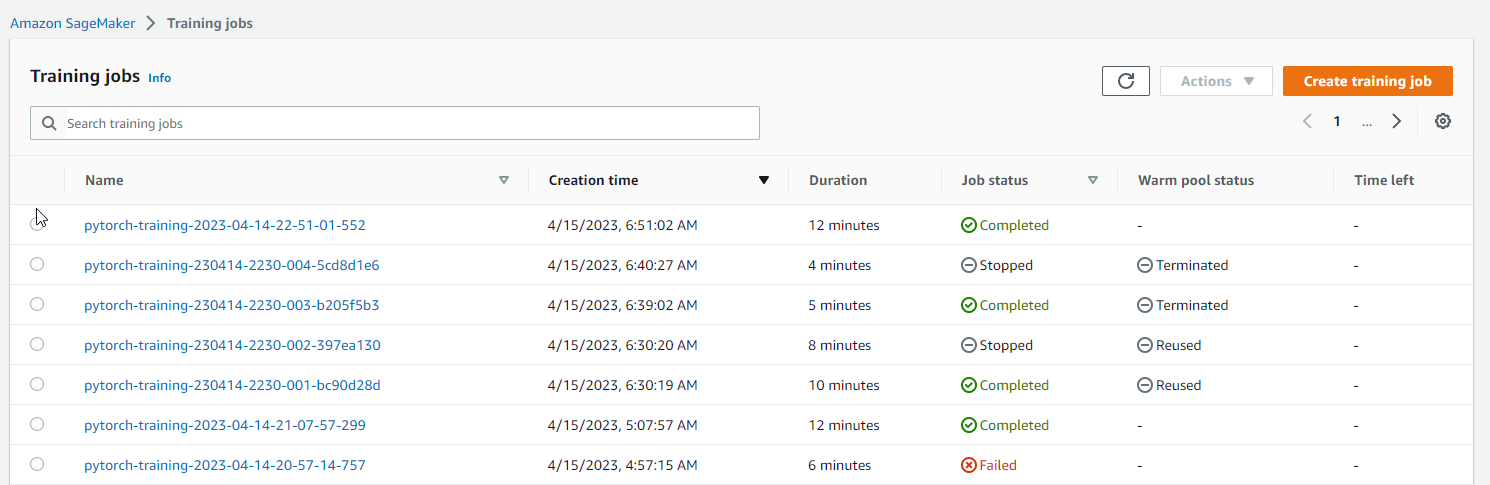 Amazon SageMaker > Training jobs
Training jobs Info
Actions Create training job
Search training jobs
1 ...
Name Creation time Duration Job status Warm pool status Time left
pytorch-training-2023-04-14-22-51-01-552 4/15/2023, 6:51:02 AM 12 minutes Completed - -
pytorch-training-230414-2230-004-5cd8d1e6 4/15/2023, 6:40:27 AM 4 minutes Stopped Terminated -
pytorch-training-230414-2230-003-b205f5b3 4/15/2023, 6:39:02 AM 5 minutes Completed Terminated -
pytorch-training-230414-2230-002-397ea130 4/15/2023, 6:30:20 AM 8 minutes Stopped Reused -
pytorch-training-230414-2230-001-bc90d28d 4/15/2023, 6:30:19 AM 10 minutes Completed Reused -
pytorch-training-2023-04-14-21-07-57-299 4/15/2023, 5:07:57 AM 12 minutes Completed - -
pytorch-training-2023-04-14-20-57-14-757 4/15/2023, 4:57:15 AM 6 minutes Failed - -